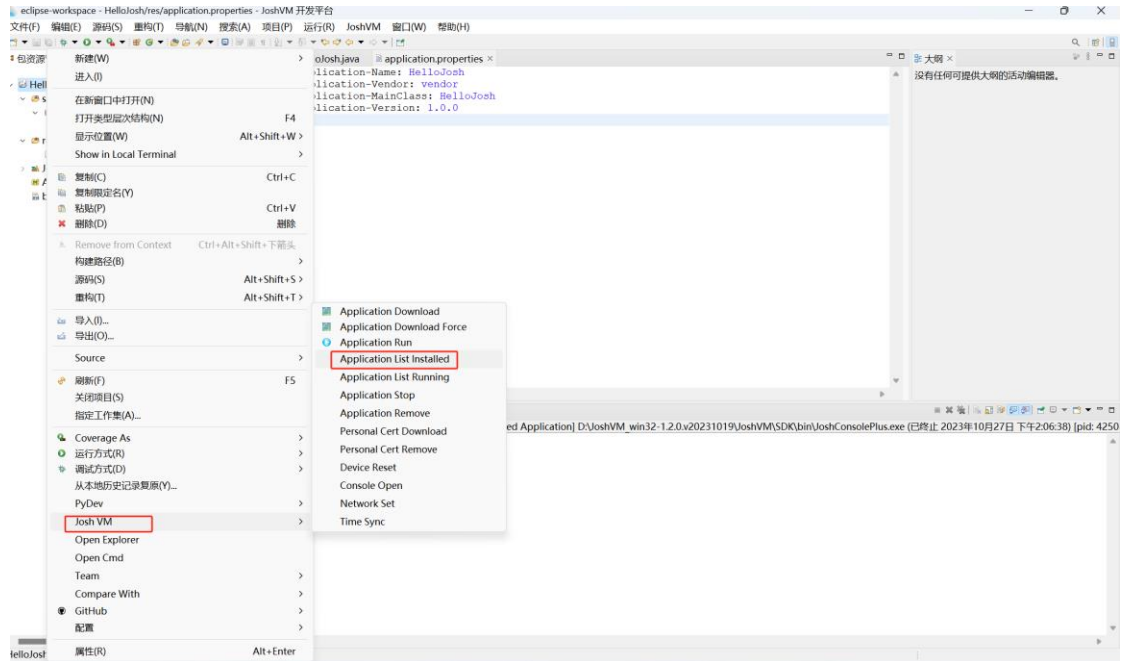 eclipse-workspace - HelloJosh/res/application.properties - JoshVM 开发平台
文件(F) 编辑(E) 源码(S) 重构(T) 导航(N) 搜索(A) 项目(P) 运行(R) JoshVM 窗口(W) 帮助(H)
包资源
oJosh.java
application.properties
大纲
没有任何可提供大纲的活动编辑器。
Hell
lication-Name: HelloJosh
lication-Vendor: vendor
lication-MainClass: HelloJosh
lication-Version: 1.0.0
新建(W)
进入(I)
在新窗口中打开(N)
打开类型层次结构(N) F4
显示位置(W) Alt+Shift+W
Show in Local Terminal
复制(C) Ctrl+C
复制限定名(Y)
粘贴(P) Ctrl+V
删除(D) 删除
Remove from Context Ctrl+Alt+Shift+下箭头
构建路径(B)
源码(S) Alt+Shift+S
重构(T) Alt+Shift+T
导入(I)...
导出(O)...
Source
刷新(F) F5
关闭项目(S)
指定工作集(A)...
Coverage As
运行方式(R)
调试方式(D)
从本地历史记录复原(Y)...
PyDev
Josh VM
Open Explorer
Open Cmd
Team
Compare With
GitHub
配置
属性(R) Alt+Enter
Application Download
Application Download Force
Application Run
Application List Installed
Application List Running
Application Stop
Application Remove
Personal Cert Download
Personal Cert Remove
Device Reset
Console Open
Network Set
Time Sync
ed Application] D:\JoshVM_win32-1.2.0.v20231019\JoshVM\SDK\bin\JoshConsolePlus.exe (已终止 2023年10月27日 下午2:06:38) [pid: 4250
HelloJosh